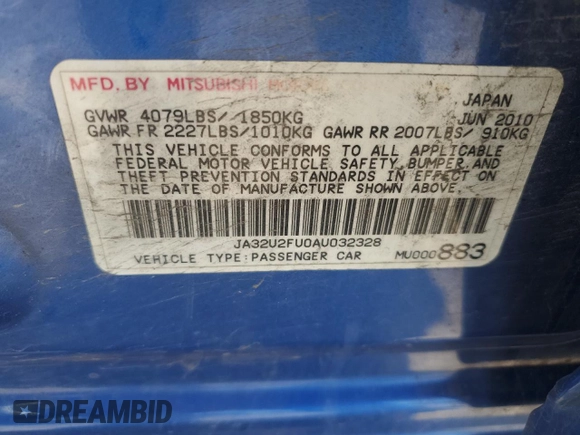 MFD. BY MITSUBISHI
JAPAN
GVWR 4079LBS/ 1850KG JUN 2010
GAWR FR 2227LBS/1010KG GAWR RR 2007LBS/ 910KG
THIS VEHICLE CONFORMS TO ALL APPLICABLE
FEDERAL MOTOR VEHICLE SAFETY, BUMPER, AND
THEFT PREVENTION STANDARDS IN EFFECT ON
THE DATE OF MANUFACTURE SHOWN ABOVE.
JA32U2FU0AU032328
VEHICLE TYPE:PASSENGER CAR MU000883
DREAMBID